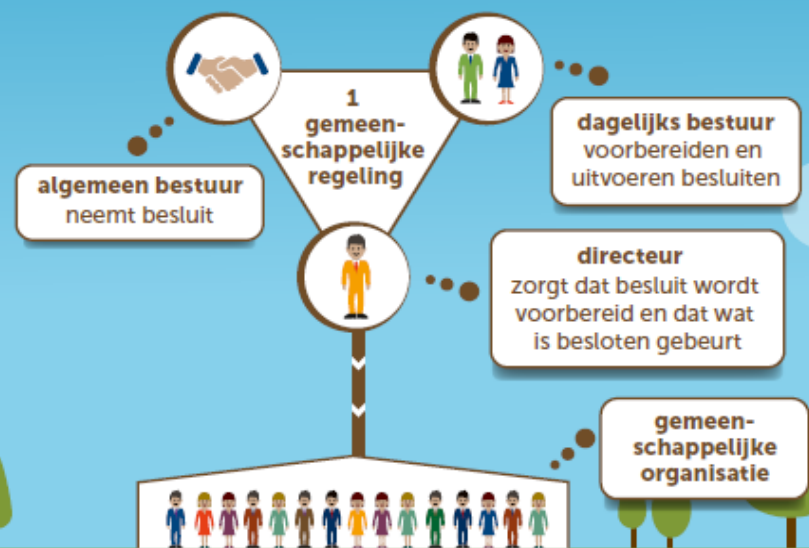 1
gemeen-
schappelijke
regeling
algemeen bestuur
neemt besluit
dagelijks bestuur
voorbereiden en
uitvoeren besluiten
directeur
zorgt dat besluit wordt
voorbereid en dat wat
is besloten gebeurt
gemeen-
schappelijke
organisatie